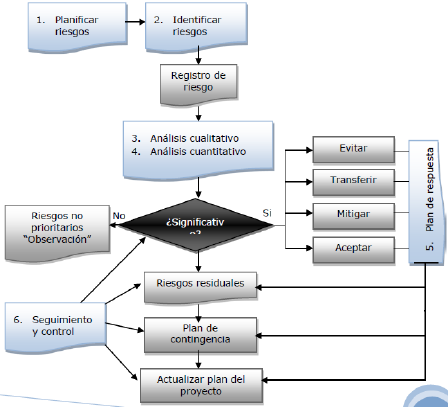 1. Planificar
riesgos
2. Identificar
riesgos
Registro de
riesgo
3. Análisis cualitativo
4. Análisis cuantitativo
¿Significativ
o?
No
Si
Riesgos no
prioritarios
“Observación”
Evitar
Transferir
Mitigar
Aceptar
5. Plan de respuesta
Riesgos residuales
6. Seguimiento
y control
Plan de
contingencia
Actualizar plan del
proyecto